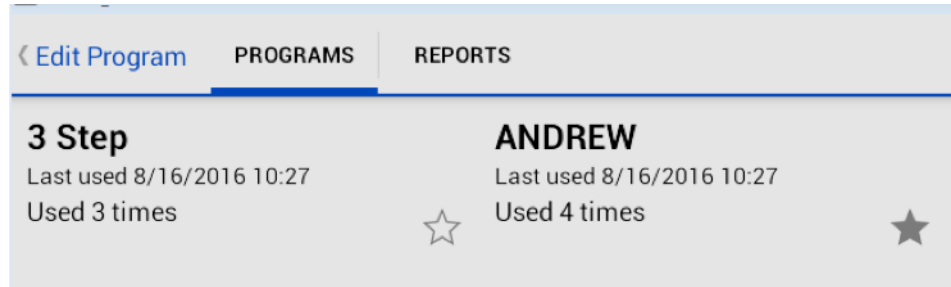 Edit Program PROGRAMS REPORTS
3 Step
Last used 8/16/2016 10:27
Used 3 times
ANDREW
Last used 8/16/2016 10:27
Used 4 times